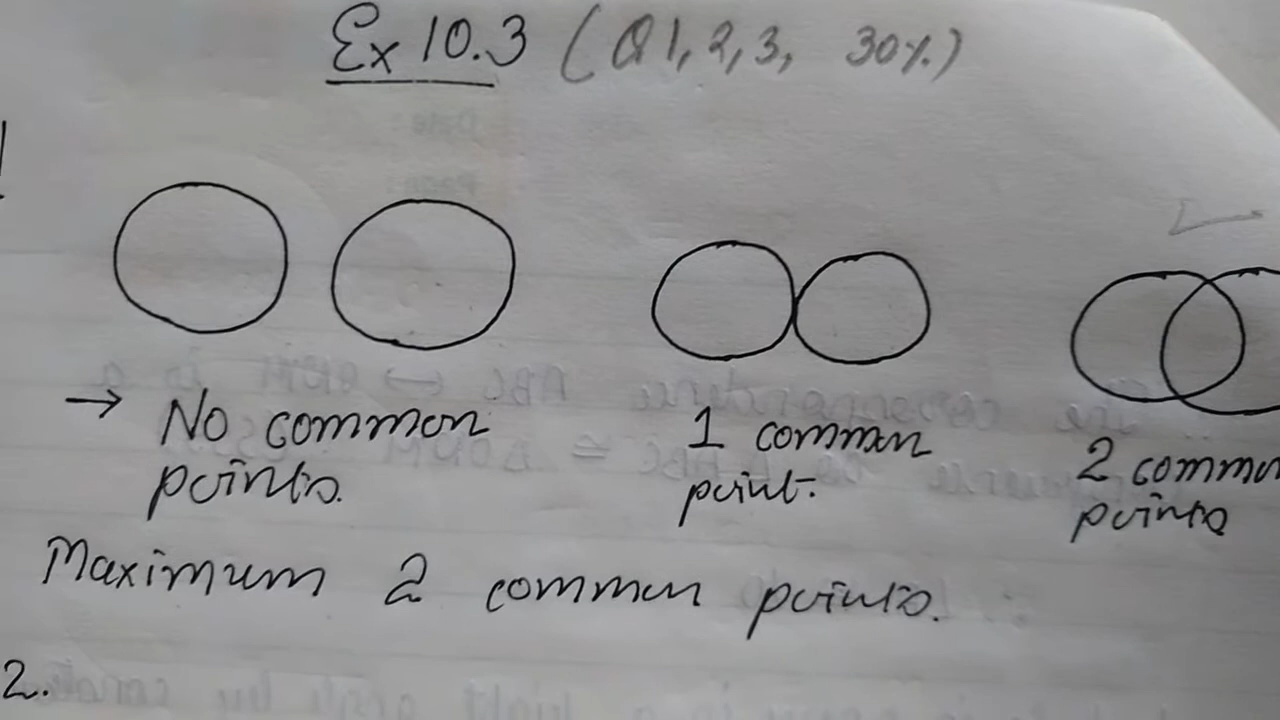 Ex 10.3 (Q1,2,3, 30%)
→ No common
points.
1 common
point.
2 commo
points
Maximum 2 common points.
2.